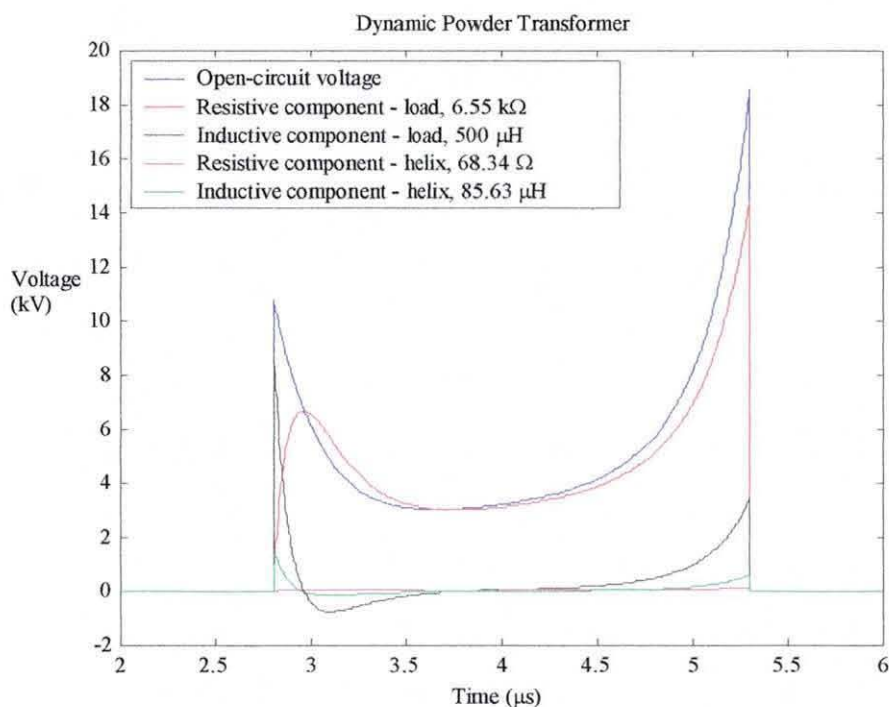 Dynamic Powder Transformer
20
18
16
14
12
10
8
6
4
2
0
-2
Voltage
(kV)
Open-circuit voltage
Resistive component - load, 6.55 kΩ
Inductive component - load, 500 μH
Resistive component - helix, 68.34 Ω
Inductive component - helix, 85.63 μH
2 2.5 3 3.5 4 4.5 5 5.5 6
Time (μs)